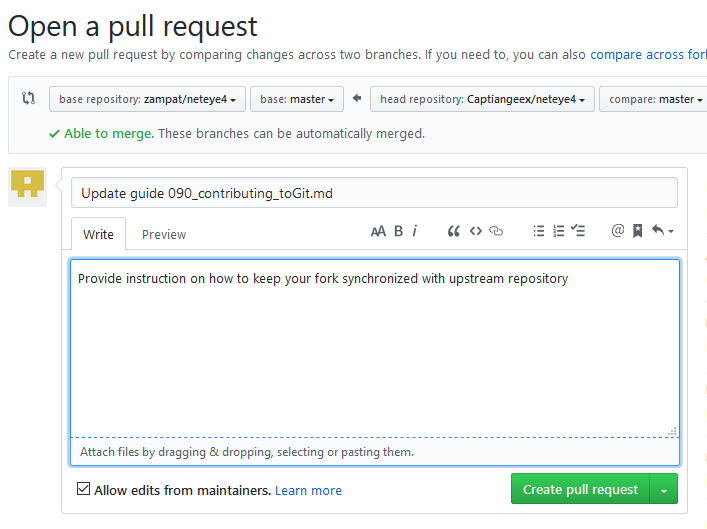 Open a pull request
Create a new pull request by comparing changes across two branches. If you need to, you can also compare across for
base repository: zampat/neteye4 base: master head repository: Captiangeex/neteye4 compare: master
Able to merge. These branches can be automatically merged.
Update guide 090_contributing_toGit.md
Write Preview AA B i @
Provide instruction on how to keep your fork synchronized with upstream repository
Attach files by dragging & dropping, selecting or pasting them.
Allow edits from maintainers. Learn more
Create pull request